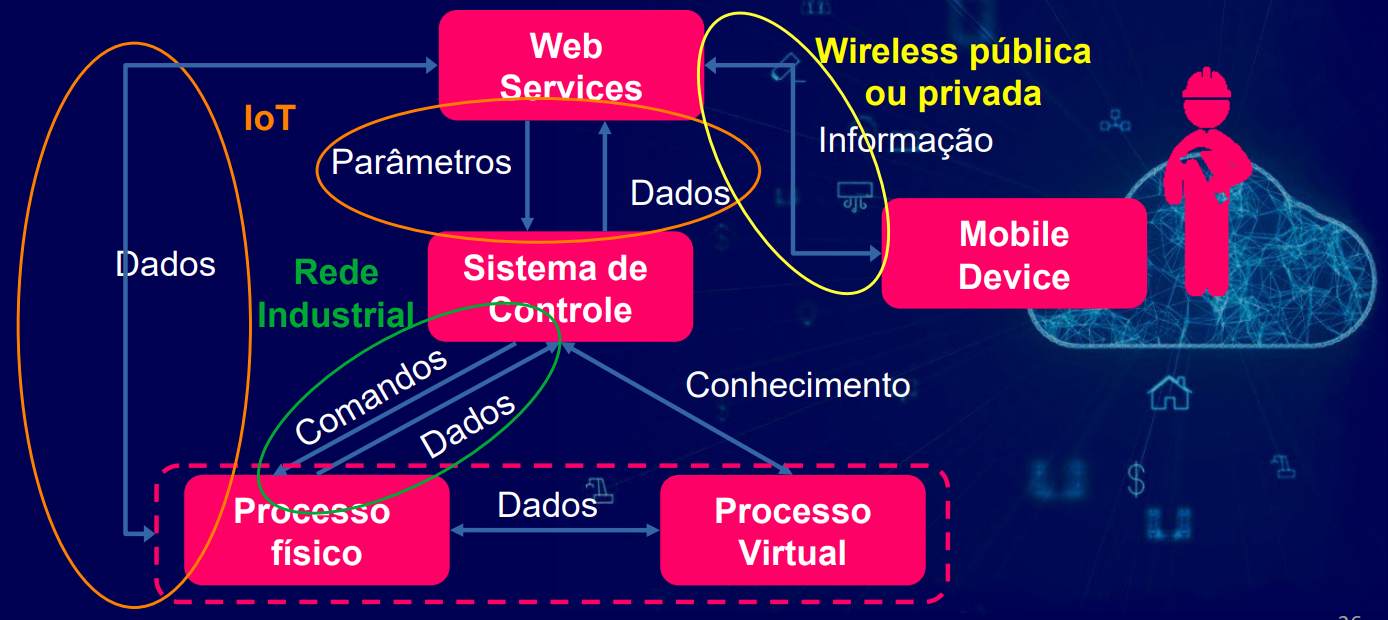 Web
Services
Wireless pública
ou privada
IoT
Informação
Parâmetros
Dados
Mobile
Device
Dados
Rede
Industrial
Sistema de
Controle
Comandos
Dados
Conhecimento
Processo
físico
Dados
Processo
Virtual
$